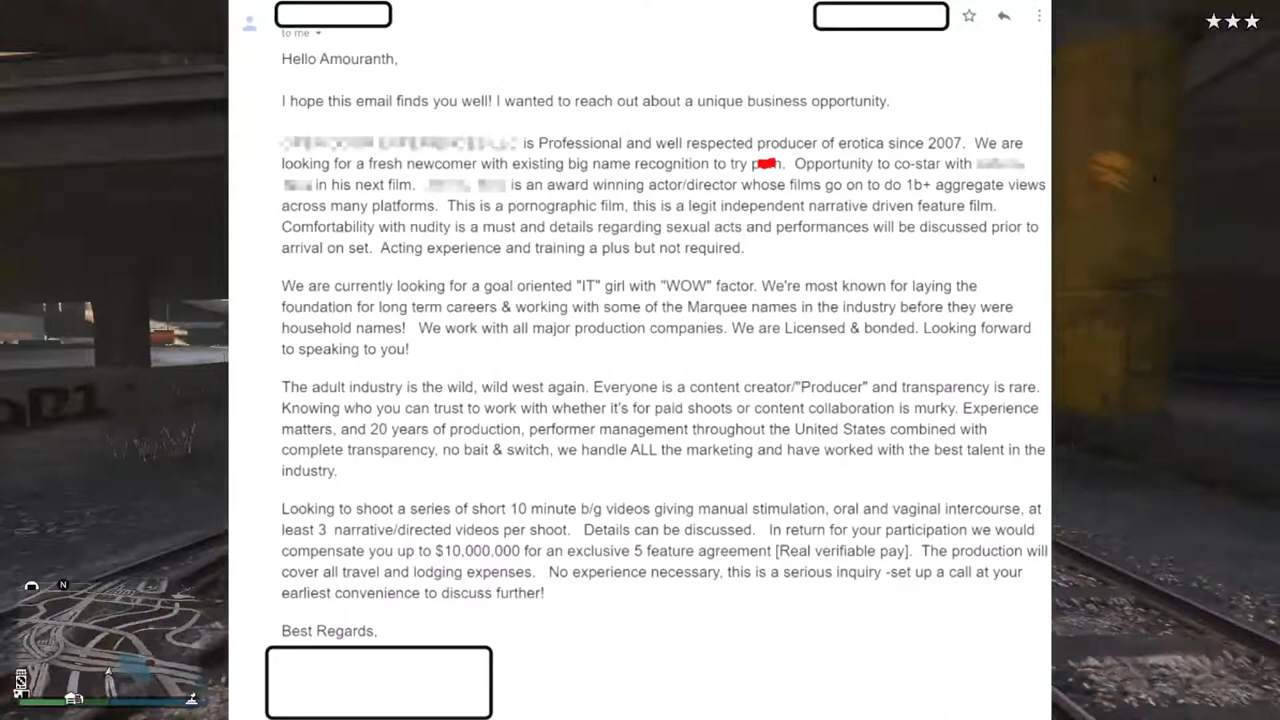 to me
Hello Amouranth,
I hope this email finds you well! I wanted to reach out about a unique business opportunity.
is Professional and well respected producer of erotica since 2007. We are
looking for a fresh newcomer with existing big name recognition to try p n. Opportunity to co-star with
in his next film. is an award winning actor/director whose films go on to do 1b+ aggregate views
across many platforms. This is a pornographic film, this is a legit independent narrative driven feature film.
Comfortability with nudity is a must and details regarding sexual acts and performances will be discussed prior to
arrival on set. Acting experience and training a plus but not required.
We are currently looking for a goal oriented "IT" girl with "WOW" factor. We're most known for laying the
foundation for long term careers & working with some of the Marquee names in the industry before they were
household names! We work with all major production companies. We are Licensed & bonded. Looking forward
to speaking to you!
The adult industry is the wild, wild west again. Everyone is a content creator/"Producer" and transparency is rare.
Knowing who you can trust to work with whether it's for paid shoots or content collaboration is murky. Experience
matters, and 20 years of production, performer management throughout the United States combined with
complete transparency, no bait & switch, we handle ALL the marketing and have worked with the best talent in the
industry.
Looking to shoot a series of short 10 minute b/g videos giving manual stimulation, oral and vaginal intercourse, at
least 3 narrative/directed videos per shoot. Details can be discussed. In return for your participation we would
compensate you up to $10,000,000 for an exclusive 5 feature agreement [Real verifiable pay]. The production will
cover all travel and lodging expenses. No experience necessary, this is a serious inquiry -set up a call at your
earliest convenience to discuss further!
Best Regards,
N